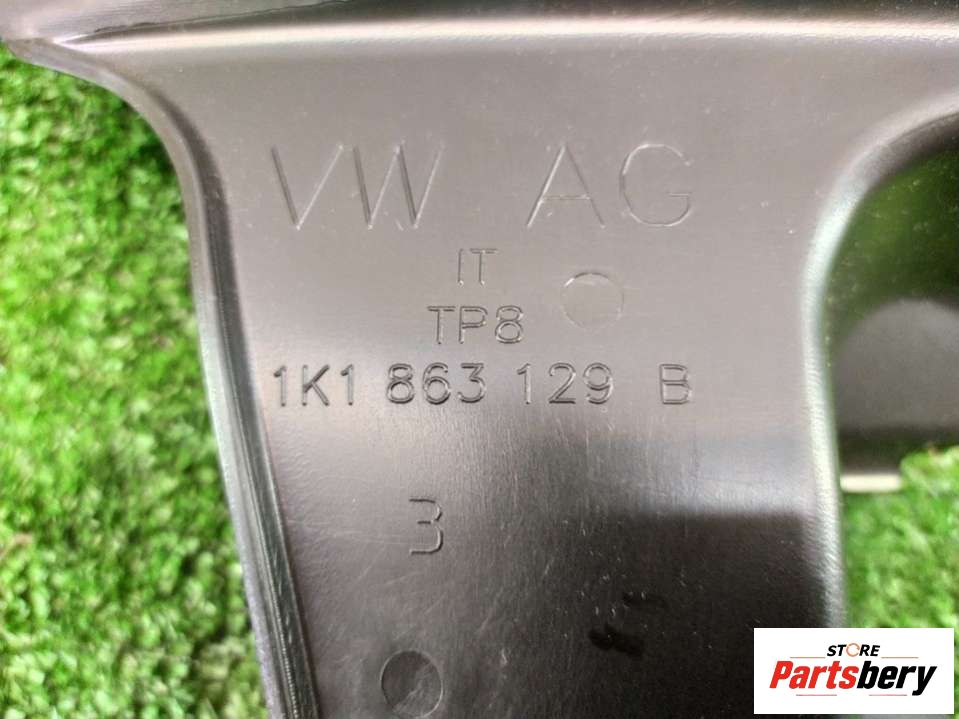 VW AG
IT
TP8
1K1 863 129 B
3
STORE
Partsbery